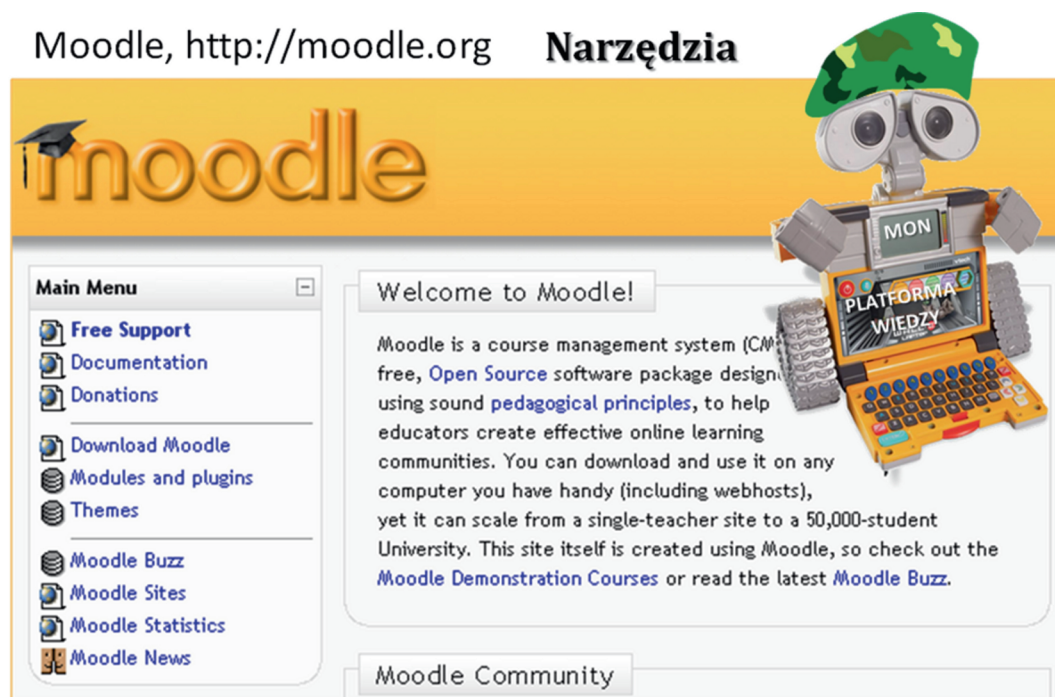 Moodle, http://moodle.org Narzędzia
moodle
MON
PLATFORMA
WIEDZY
Main Menu
Free Support
Documentation
Donations
Download Moodle
Modules and plugins
Themes
Moodle Buzz
Moodle Sites
Moodle Statistics
Moodle News
Welcome to Moodle!
Moodle is a course management system (CM
free, Open Source software package design
using sound pedagogical principles, to help
educators create effective online learning
communities. You can download and use it on any
computer you have handy (including webhosts),
yet it can scale from a single-teacher site to a 50,000-student
University. This site itself is created using Moodle, so check out the
Moodle Demonstration Courses or read the latest Moodle Buzz.
Moodle Community